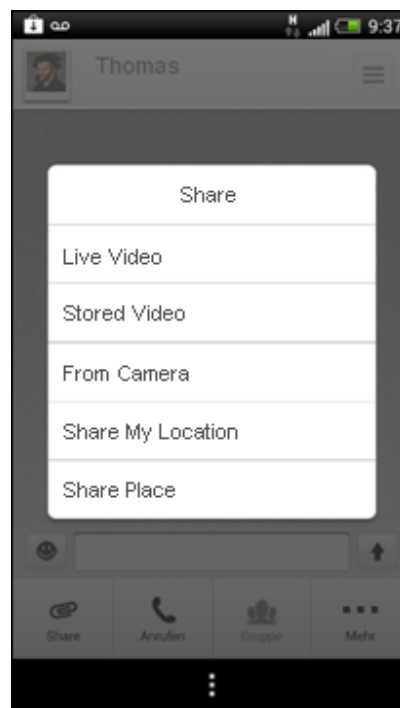 H
9:37
Thomas
Share
Live Video
Stored Video
From Camera
Share My Location
Share Place
Share
Anrufen
Gruppe
Mehr